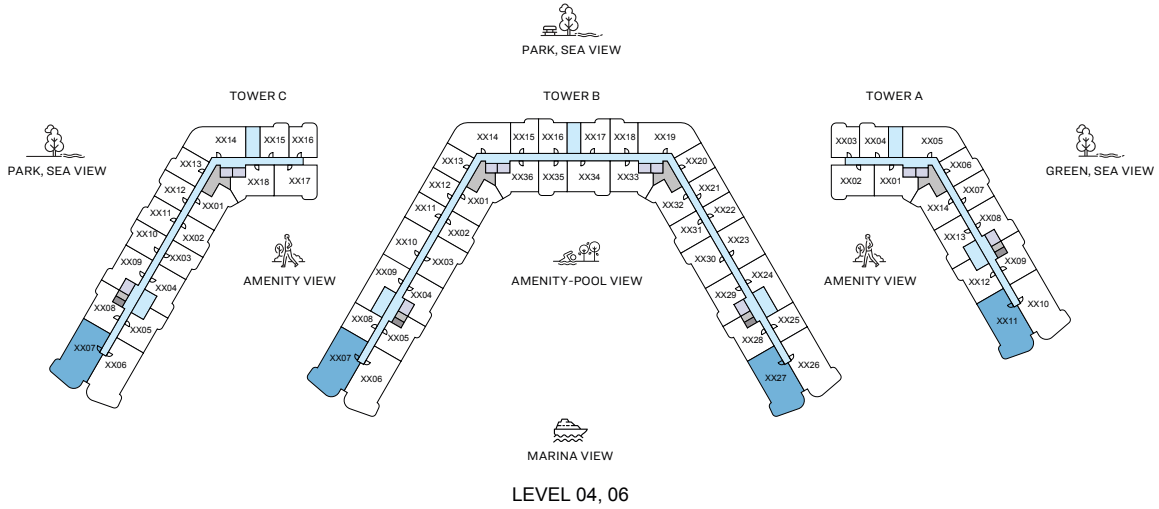 PARK, SEA VIEW
TOWER C
TOWER B
TOWER A
PARK, SEA VIEW
GREEN, SEA VIEW
XX14
XX15
XX16
XX13
XX12
XX11
XX10
XX09
XX08
XX07
XX06
XX05
XX04
XX03
XX02
XX01
XX18
XX17
AMENITY VIEW
XX14
XX15
XX16
XX17
XX18
XX19
XX13
XX12
XX11
XX10
XX09
XX08
XX07
XX06
XX05
XX04
XX03
XX02
XX01
XX36
XX35
XX34
XX33
XX32
XX31
XX30
XX29
XX28
XX27
XX26
XX25
XX24
XX23
XX22
XX21
XX20
AMENITY-POOL VIEW
AMENITY VIEW
XX03
XX04
XX05
XX02
XX01
XX06
XX07
XX08
XX09
XX10
XX11
XX12
XX13
XX14
MARINA VIEW
LEVEL 04, 06